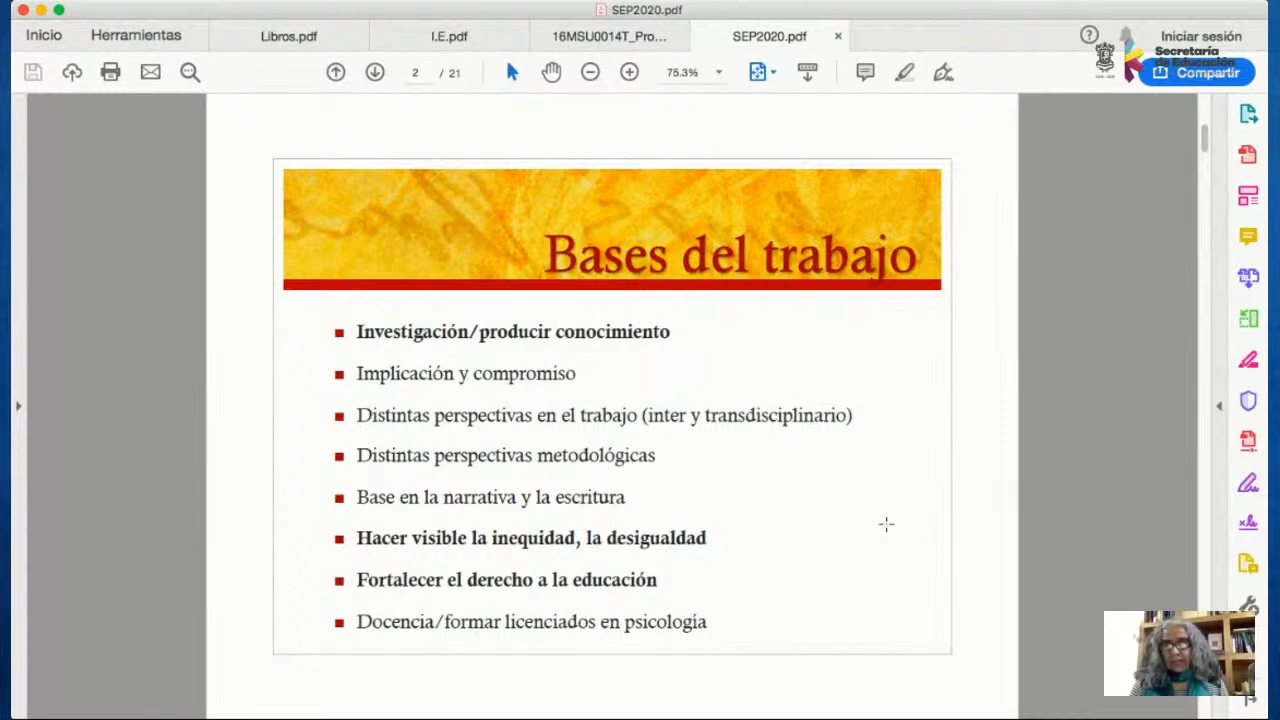 SEP2020.pdf
Inicio
Herramientas
Libros.pdf
I.E.pdf
16MSU0014T_Pro...
SEP2020.pdf
Iniciar sesión
Secretaría
de Educación
2 / 21
75.3%
Compartir
Bases del trabajo
Investigación/producir conocimiento
Implicación y compromiso
Distintas perspectivas en el trabajo (inter y transdisciplinario)
Distintas perspectivas metodológicas
Base en la narrativa y la escritura
Hacer visible la inequidad, la desigualdad
Fortalecer el derecho a la educación
Docencia/formar licenciados en psicología